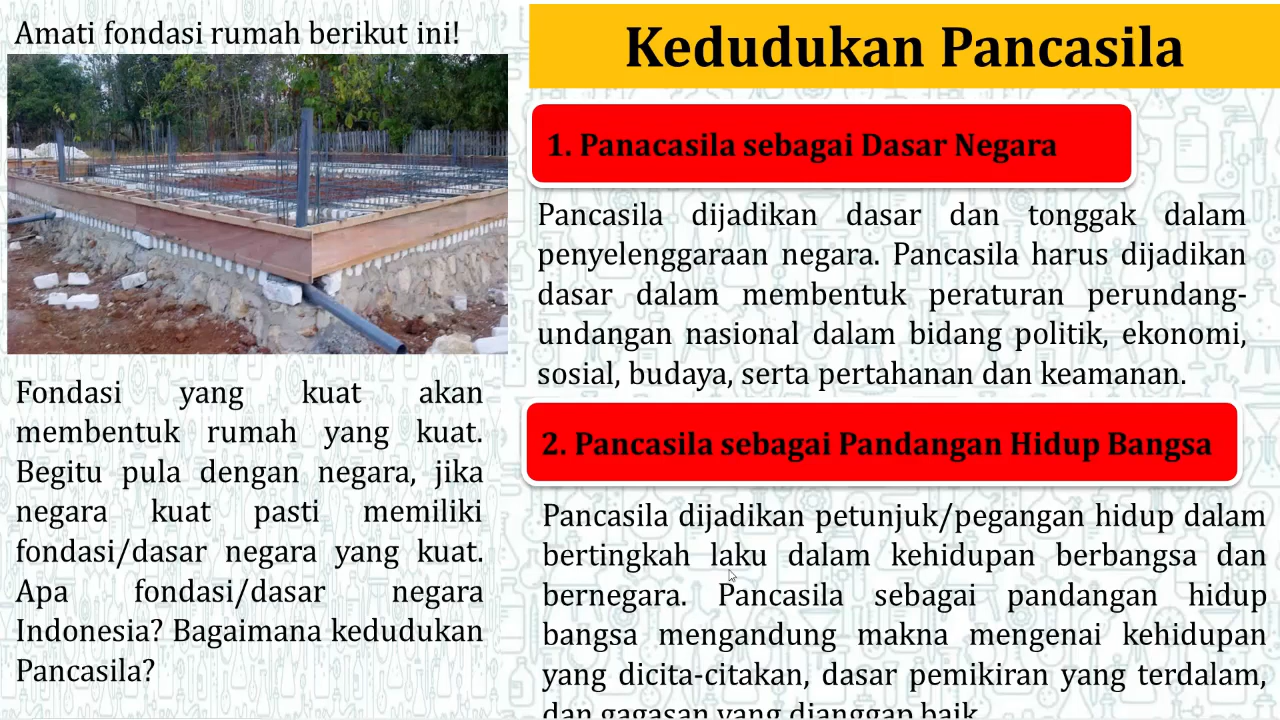 Amati fondasi rumah berikut ini!
Fondasi yang kuat akan
membentuk rumah yang kuat.
Begitu pula dengan negara, jika
negara kuat pasti memiliki
fondasi/dasar negara yang kuat.
Apa fondasi/dasar negara
Indonesia? Bagaimana kedudukan
Pancasila?
Kedudukan Pancasila
1. Panacasila sebagai Dasar Negara
Pancasila dijadikan dasar dan tonggak dalam
penyelenggaraan negara. Pancasila harus dijadikan
dasar dalam membentuk peraturan perundang-
undangan nasional dalam bidang politik, ekonomi,
sosial, budaya, serta pertahanan dan keamanan.
2. Pancasila sebagai Pandangan Hidup Bangsa
Pancasila dijadikan petunjuk/pegangan hidup dalam
bertingkah laku dalam kehidupan berbangsa dan
bernegara. Pancasila sebagai pandangan hidup
bangsa mengandung makna mengenai kehidupan
yang dicita-citakan, dasar pemikiran yang terdalam,
dan gagasan yang dianggap baik